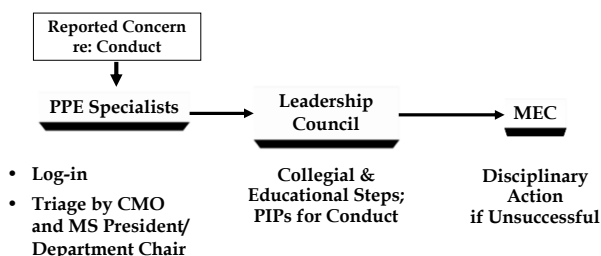 Reported Concern
re: Conduct
PPE Specialists
Leadership
Council
MEC
• Log-in
• Triage by CMO
and MS President/
Department Chair
Collegial &
Educational Steps;
PIPs for Conduct
Disciplinary
Action
if Unsuccessful